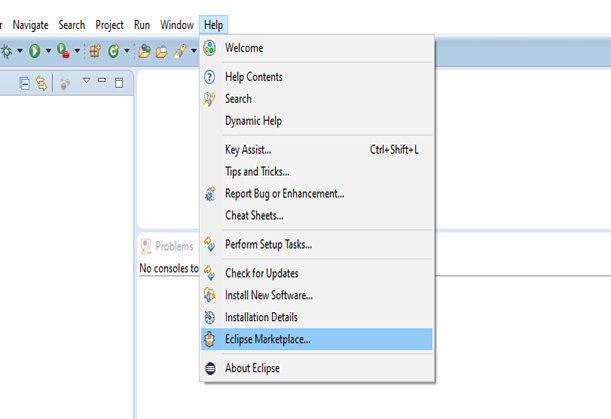 Navigate Search Project Run Window Help
Welcome
Help Contents
Search
Dynamic Help
Key Assist... Ctrl+Shift+L
Tips and Tricks...
Report Bug or Enhancement...
Cheat Sheets...
Perform Setup Tasks...
Problems
No consoles to
Check for Updates
Install New Software...
Installation Details
Eclipse Marketplace...
About Eclipse